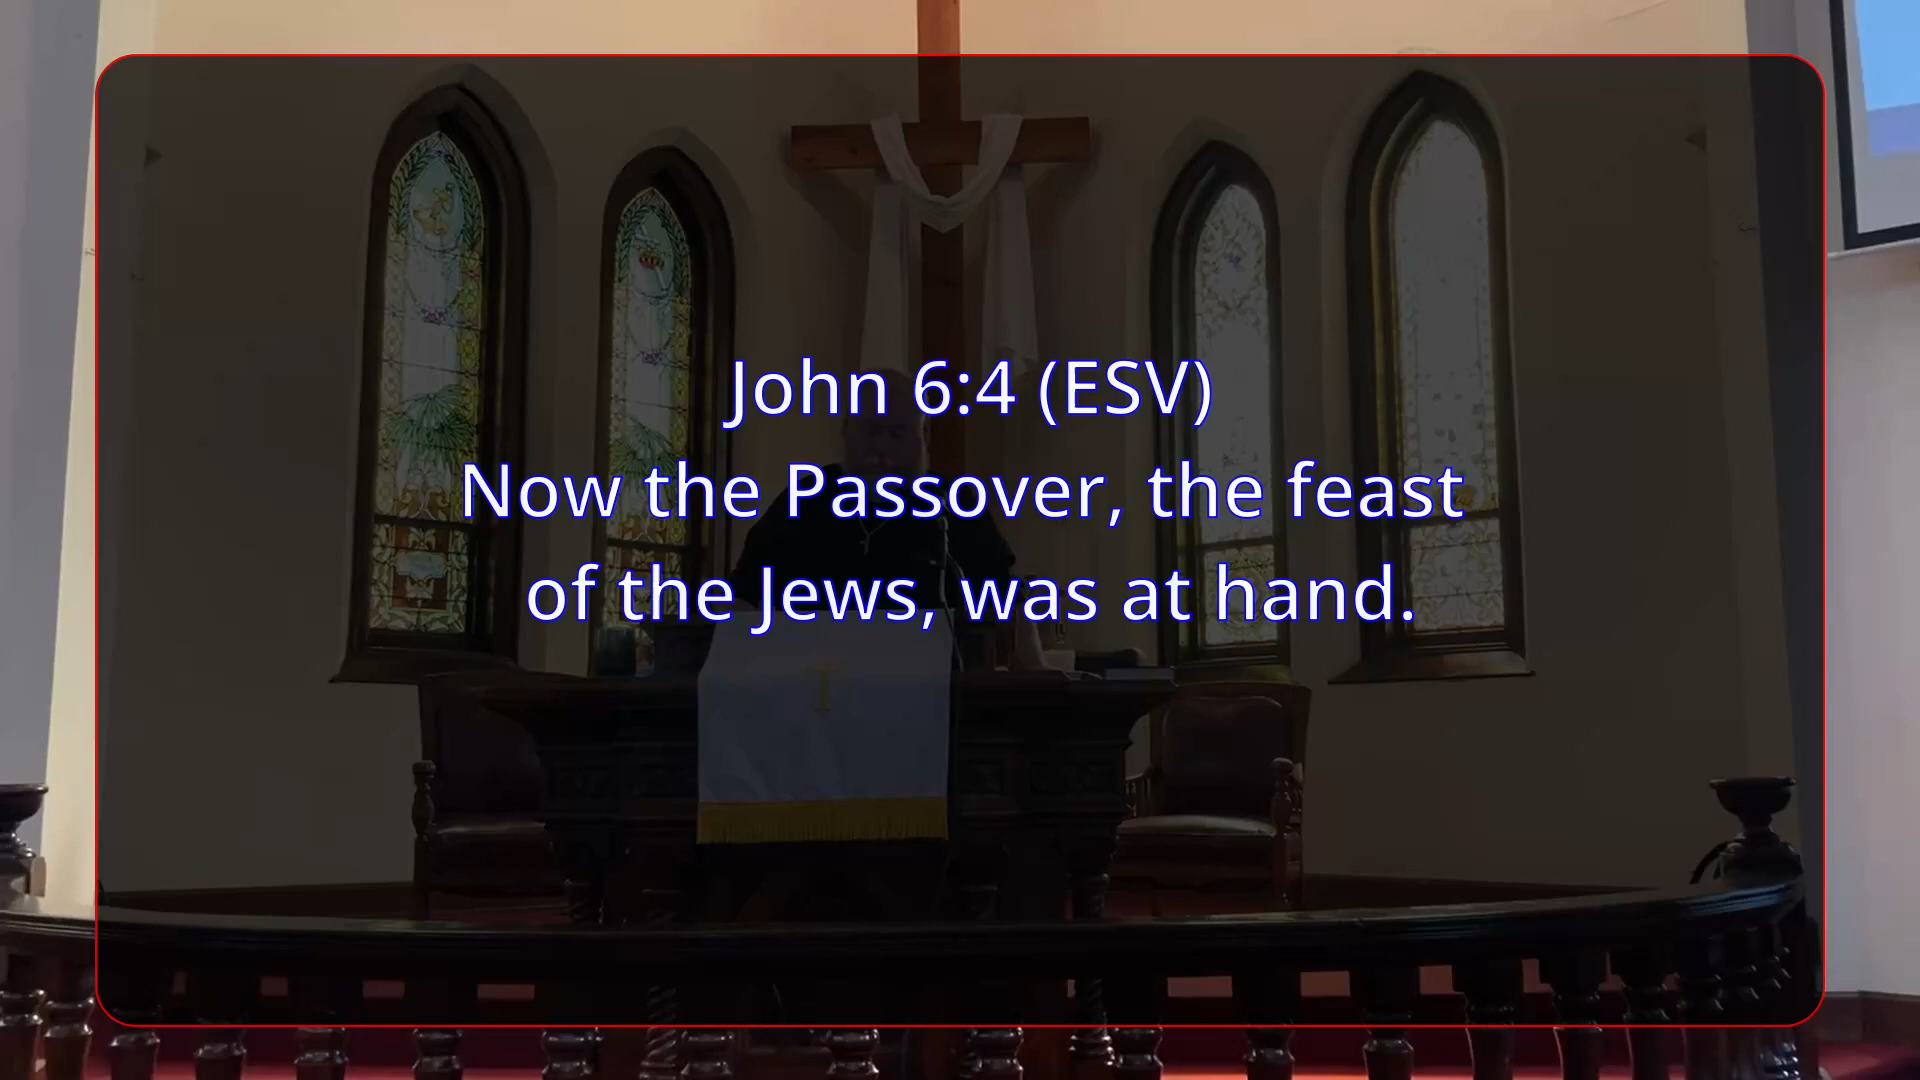 John 6:4 (ESV)
Now the Passover, the feast
of the Jews, was at hand.